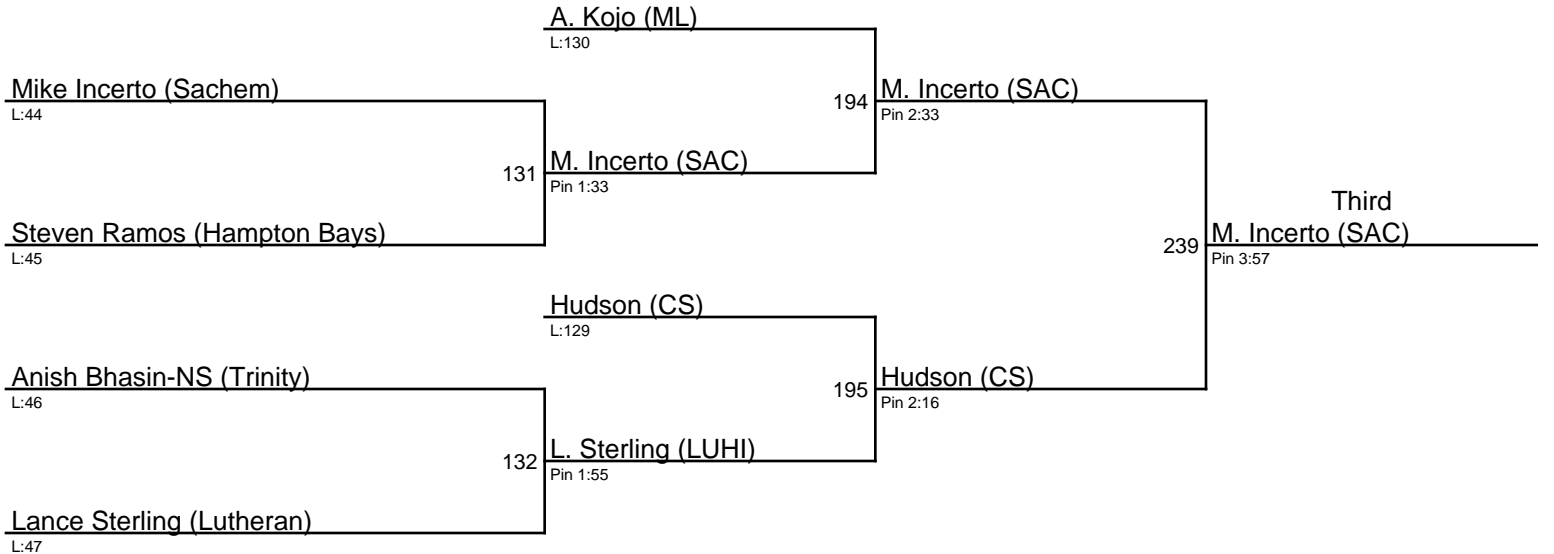 A. Kojo (ML)
L:130
Mike Incerto (Sachem)
L:44
194
M. Incerto (SAC)
Pin 2:33
131
M. Incerto (SAC)
Pin 1:33
Steven Ramos (Hampton Bays)
L:45
Third
239
M. Incerto (SAC)
Pin 3:57
Hudson (CS)
L:129
Anish Bhasin-NS (Trinity)
L:46
195
Hudson (CS)
Pin 2:16
132
L. Sterling (LUHI)
Pin 1:55
Lance Sterling (Lutheran)
L:47